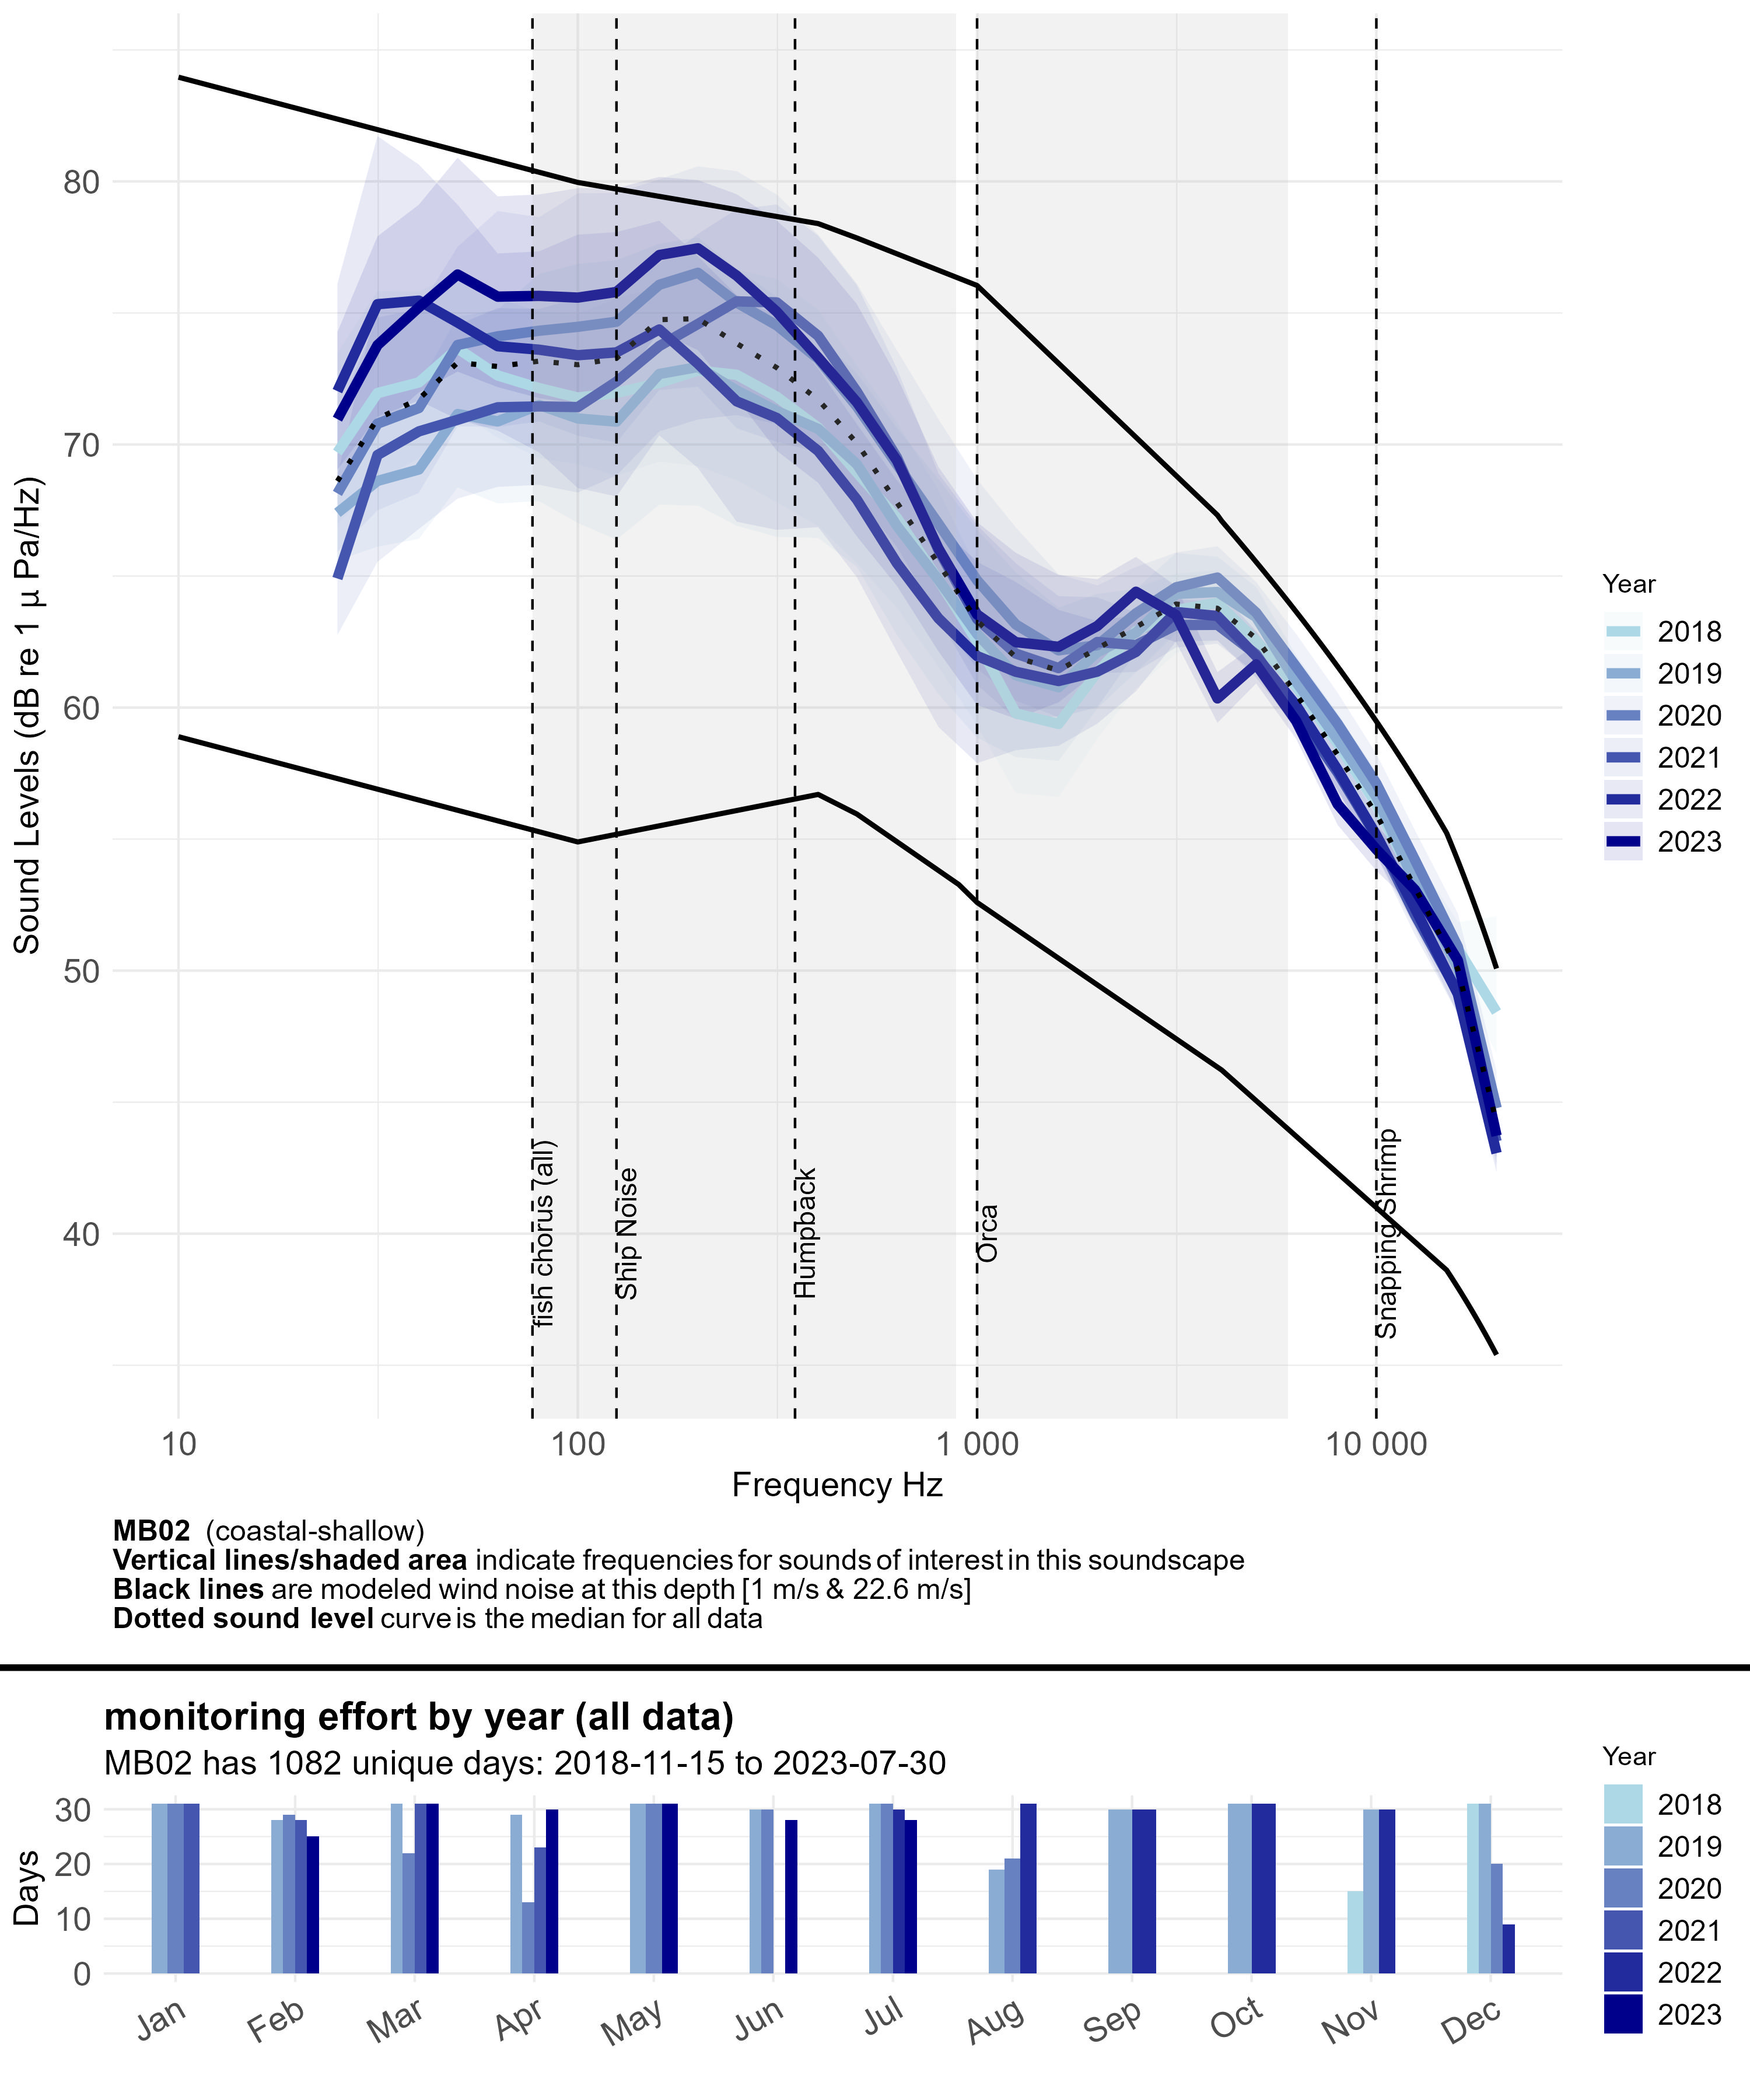 80
70
60
50
40
Sound Levels (dB re 1 µ Pa/Hz)
fish chorus (all)
Ship Noise
Humpback
Orca
Snapping Shrimp
10
100
1 000
10 000
Frequency Hz
Year
2018
2019
2020
2021
2022
2023
MB02 (coastal-shallow)
Vertical lines/shaded area indicate frequencies for sounds of interest in this soundscape
Black lines are modeled wind noise at this depth [1 m/s & 22.6 m/s]
Dotted sound level curve is the median for all data
monitoring effort by year (all data)
MB02 has 1082 unique days: 2018-11-15 to 2023-07-30
Days
30
20
10
0
Jan
Feb
Mar
Apr
May
Jun
Jul
Aug
Sep
Oct
Nov
Dec
Year
2018
2019
2020
2021
2022
2023